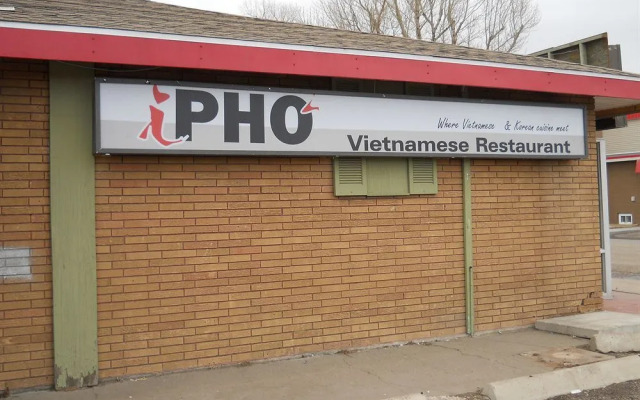 iPHO
Where Vietnamese & Korean cuisine meet
Vietnamese Restaurant